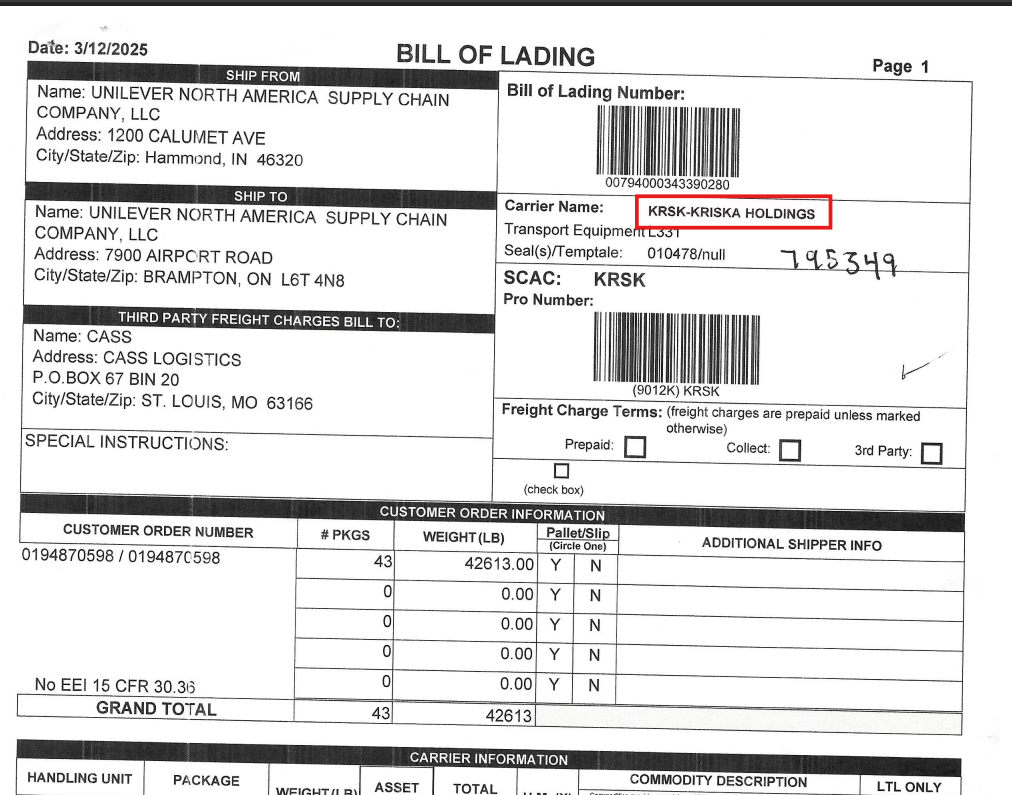 Date: 3/12/2025
BILL OF LADING
Page 1
SHIP FROM
Name: UNILEVER NORTH AMERICA SUPPLY CHAIN
COMPANY, LLC
Address: 1200 CALUMET AVE
City/State/Zip: Hammond, IN 46320
SHIP TO
Name: UNILEVER NORTH AMERICA SUPPLY CHAIN
COMPANY, LLC
Address: 7900 AIRPORT ROAD
City/State/Zip: BRAMPTON, ON L6T 4N8
THIRD PARTY FREIGHT CHARGES BILL TO:
Name: CASS
Address: CASS LOGISTICS
P.O.BOX 67 BIN 20
City/State/Zip: ST. LOUIS, MO 63166
SPECIAL INSTRUCTIONS:
Bill of Lading Number:
00794000343390280
Carrier Name: KRSK-KRISKA HOLDINGS
Transport Equipment L331
Seal(s)/Temptale: 010478/null
795349
SCAC: KRSK
Pro Number:
(9012K) KRSK
Freight Charge Terms: (freight charges are prepaid unless marked
otherwise)
Prepaid: Collect: 3rd Party:
(check box)
CUSTOMER ORDER INFORMATION
CUSTOMER ORDER NUMBER # PKGS WEIGHT(LB) Pallet/Slip ADDITIONAL SHIPPER INFO
(Circle One)
0194870598 / 0194870598 43 42613.00 Y N
0 0.00 Y N
0 0.00 Y N
0 0.00 Y N
No EEI 15 CFR 30.36 0 0.00 Y N
GRAND TOTAL 43 42613
CARRIER INFORMATION
HANDLING UNIT PACKAGE WEIGHT(LB) ASSET TOTAL COMMODITY DESCRIPTION LTL ONLY